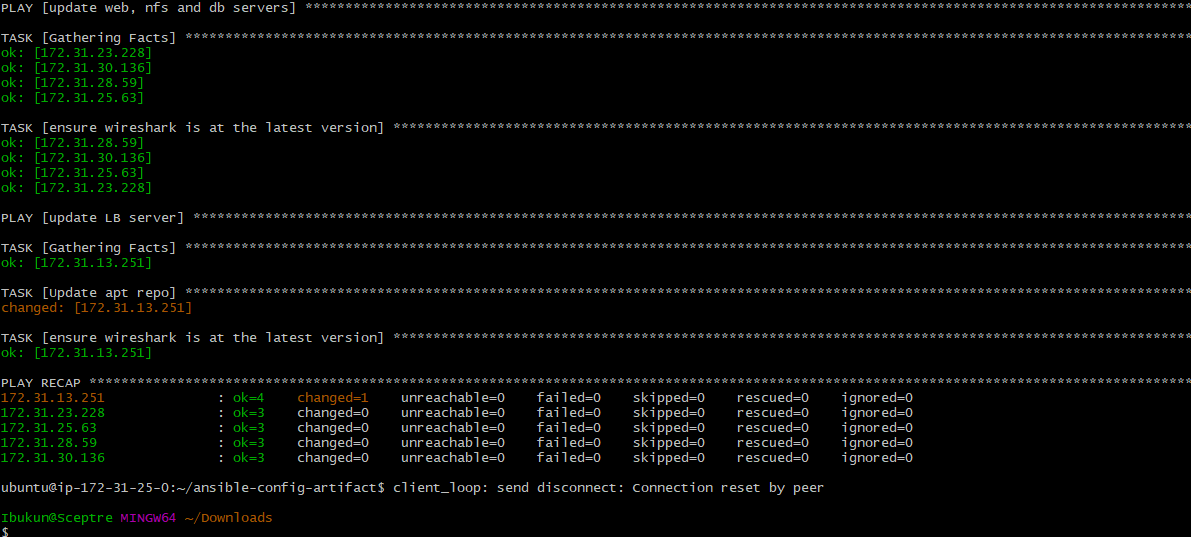 PLAY [update web, nfs and db servers] ******************************************************************************************************************
TASK [Gathering Facts] *********************************************************************************************************************************
ok: [172.31.23.228]
ok: [172.31.30.136]
ok: [172.31.28.59]
ok: [172.31.25.63]
TASK [ensure wireshark is at the latest version] *******************************************************************************************************
ok: [172.31.28.59]
ok: [172.31.30.136]
ok: [172.31.25.63]
ok: [172.31.23.228]
PLAY [update LB server] ********************************************************************************************************************************
TASK [Gathering Facts] *********************************************************************************************************************************
ok: [172.31.13.251]
TASK [Update apt repo] *********************************************************************************************************************************
changed: [172.31.13.251]
TASK [ensure wireshark is at the latest version] *******************************************************************************************************
ok: [172.31.13.251]
PLAY RECAP *********************************************************************************************************************************************
172.31.13.251 : ok=4 changed=1 unreachable=0 failed=0 skipped=0 rescued=0 ignored=0
172.31.23.228 : ok=3 changed=0 unreachable=0 failed=0 skipped=0 rescued=0 ignored=0
172.31.25.63 : ok=3 changed=0 unreachable=0 failed=0 skipped=0 rescued=0 ignored=0
172.31.28.59 : ok=3 changed=0 unreachable=0 failed=0 skipped=0 rescued=0 ignored=0
172.31.30.136 : ok=3 changed=0 unreachable=0 failed=0 skipped=0 rescued=0 ignored=0
ubuntu@ip-172-31-25-0:~/ansible-config-artifact$ client_loop: send disconnect: Connection reset by peer
Ibukun@Sceptre MINGW64 ~/Downloads
$